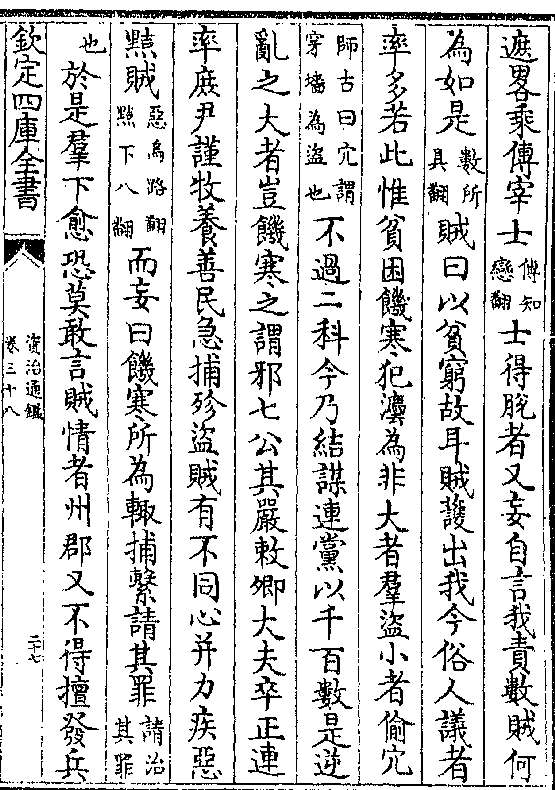 遮畧乘傳宰士傳知戀翻士得脫者又妄自言我責數賊何
為如是數所具翻賊曰以貧窮故耳賊護出我今俗人議者
率多若此惟貧困饑寒犯灋為非大者羣盜小者偷穴
師古曰穴謂穿墻為盜也不過二科今乃結謀連黨以千百數是逆
亂之大者豈饑寒之謂邪七公其嚴敕卿大夫卒正連
率庻尹謹牧養善民急捕殄盜賊有不同心并力疾惡
黠賊惡烏路翻黠下八翻而妄曰饑寒所為輙捕繫請其罪請治其罪
也於是羣下愈恐莫敢言賊情者州郡又不得擅發兵
欽定四庫全書
資治通鑑
卷三十八
二十七